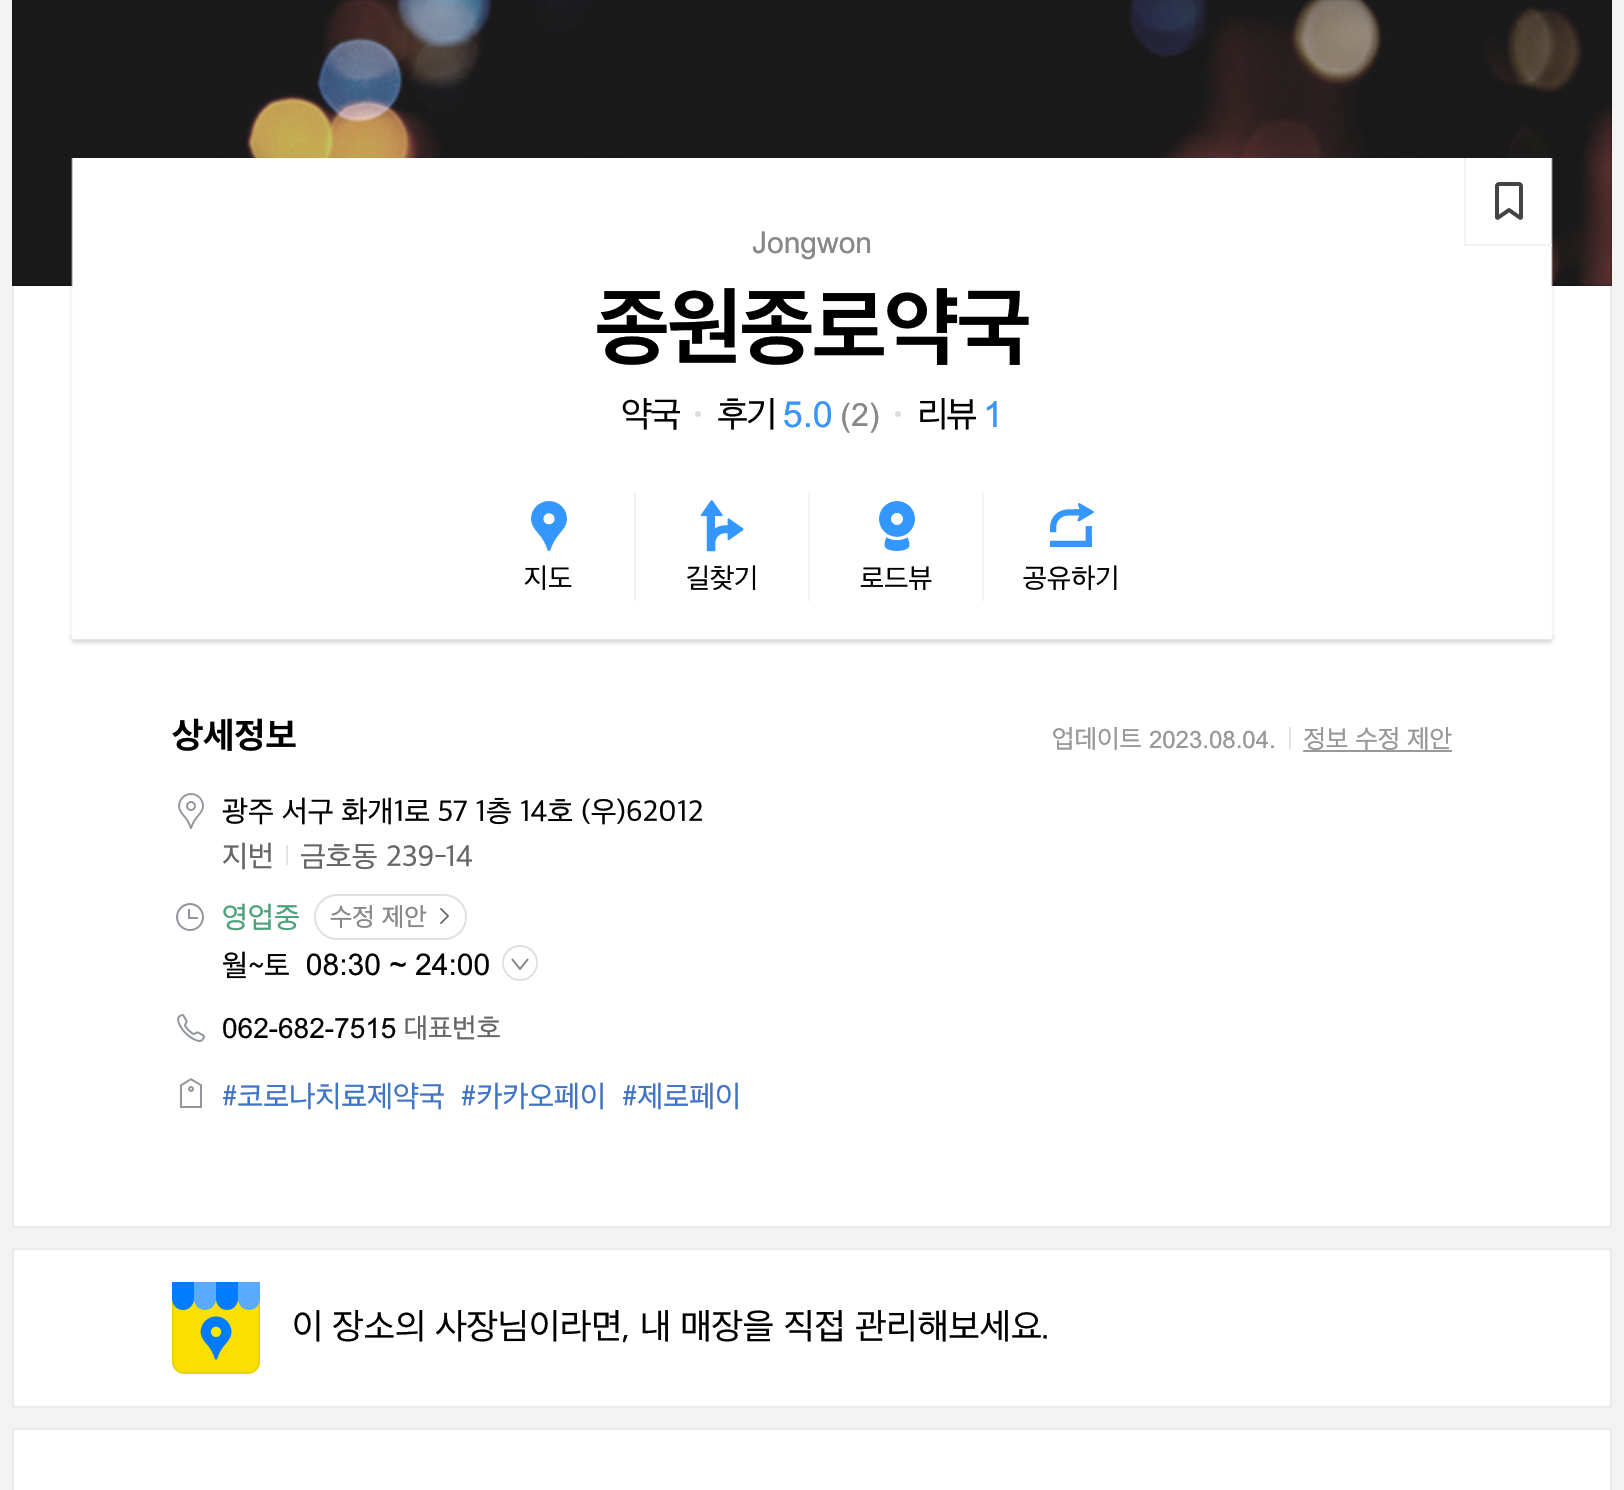 Jongwon
종원종로약국
약국 · 후기 5.0 (2) · 리뷰 1
지도 길찾기 로드뷰 공유하기
상세정보 업데이트 2023.08.04. 정보 수정 제안
광주 서구 화개1로 57 1층 14호 (우)62012
지번 금호동 239-14
영업중 수정 제안 >
월~토 08:30 ~ 24:00
062-682-7515 대표번호
#코로나치료제약국 #카카오페이 #제로페이
이 장소의 사장님이라면, 내 매장을 직접 관리해보세요.